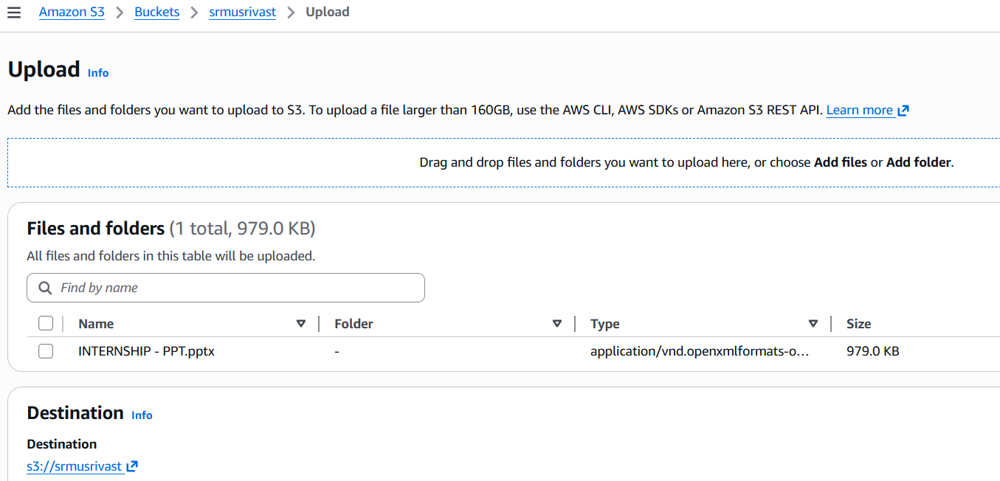 Amazon S3 > Buckets > srmusrivast > Upload
Upload Info
Add the files and folders you want to upload to S3. To upload a file larger than 160GB, use the AWS CLI, AWS SDKs or Amazon S3 REST API. Learn more
Drag and drop files and folders you want to upload here, or choose Add files or Add folder.
Files and folders (1 total, 979.0 KB)
All files and folders in this table will be uploaded.
Find by name
Name Folder Type Size
INTERNSHIP - PPT.pptx - application/vnd.openxmlformats-o... 979.0 KB
Destination Info
Destination
s3://srmusrivast